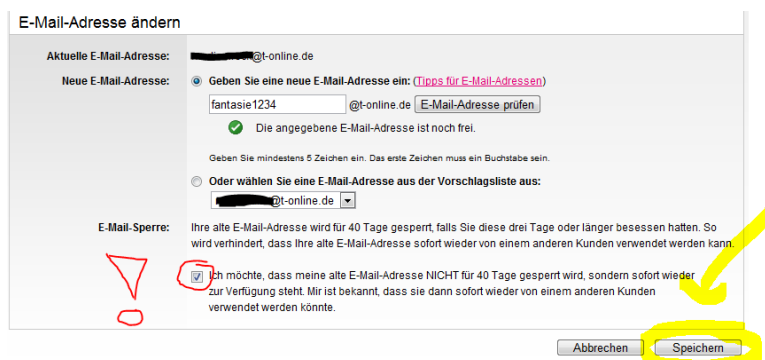 E-Mail-Adresse ändern
Aktuelle E-Mail-Adresse: @t-online.de
Neue E-Mail-Adresse: Geben Sie eine neue E-Mail-Adresse ein: (Tipps für E-Mail-Adressen)
fantasie1234 @t-online.de E-Mail-Adresse prüfen
Die angegebene E-Mail-Adresse ist noch frei.
Geben Sie mindestens 5 Zeichen ein. Das erste Zeichen muss ein Buchstabe sein.
Oder wählen Sie eine E-Mail-Adresse aus der Vorschlagsliste aus:
@t-online.de
E-Mail-Sperre: Ihre alte E-Mail-Adresse wird für 40 Tage gesperrt, falls Sie diese drei Tage oder länger besessen hatten. So
wird verhindert, dass Ihre alte E-Mail-Adresse sofort wieder von einem anderen Kunden verwendet werden kann.
Ich möchte, dass meine alte E-Mail-Adresse NICHT für 40 Tage gesperrt wird, sondern sofort wieder
zur Verfügung steht. Mir ist bekannt, dass sie dann sofort wieder von einem anderen Kunden
verwendet werden könnte.
Abbrechen Speichern